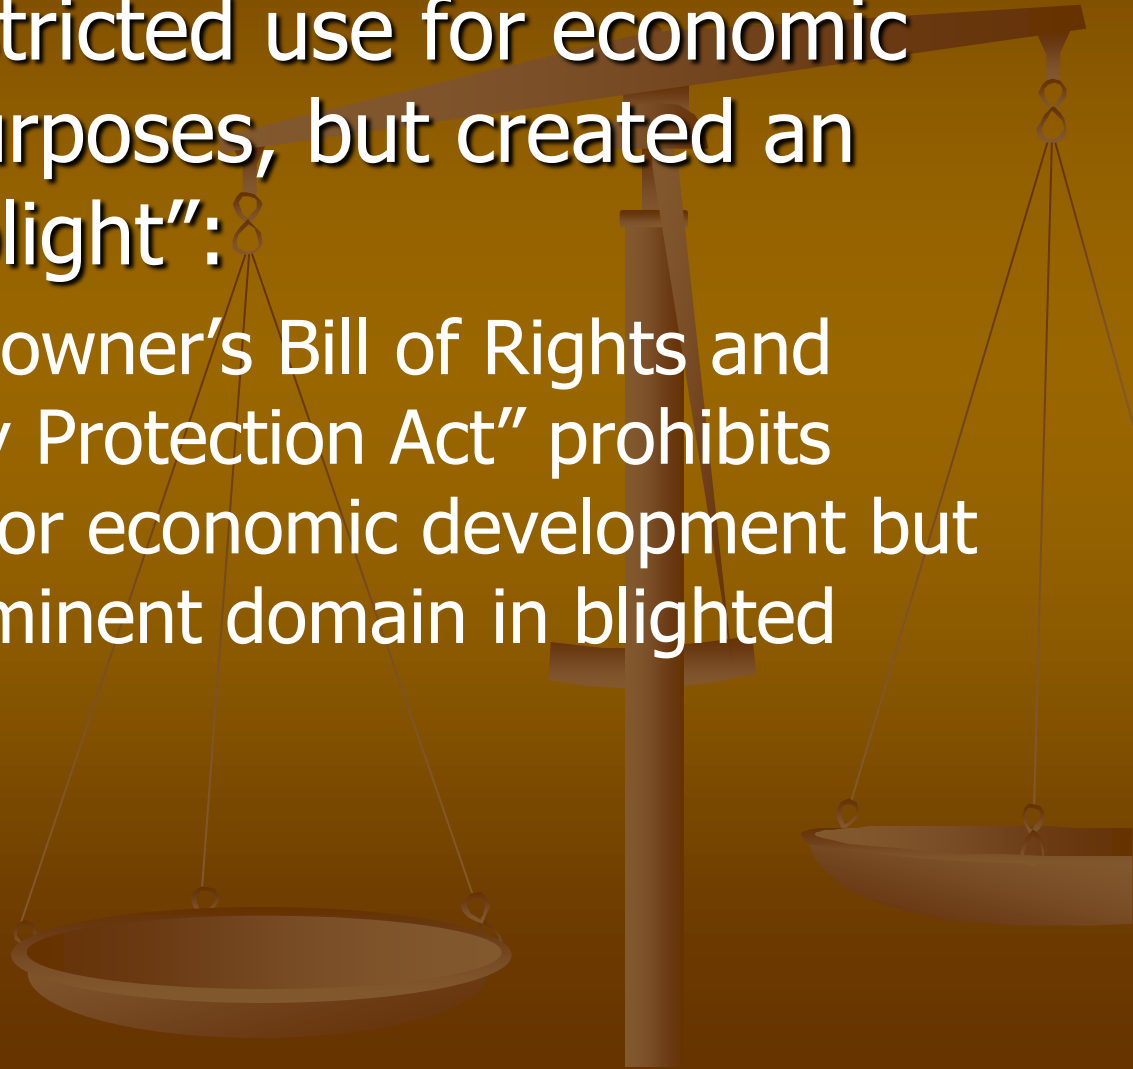 tricted use for economic
urposes, but created an
light”:
owner’s Bill of Rights and
y Protection Act” prohibits
or economic development but
minent domain in blighted